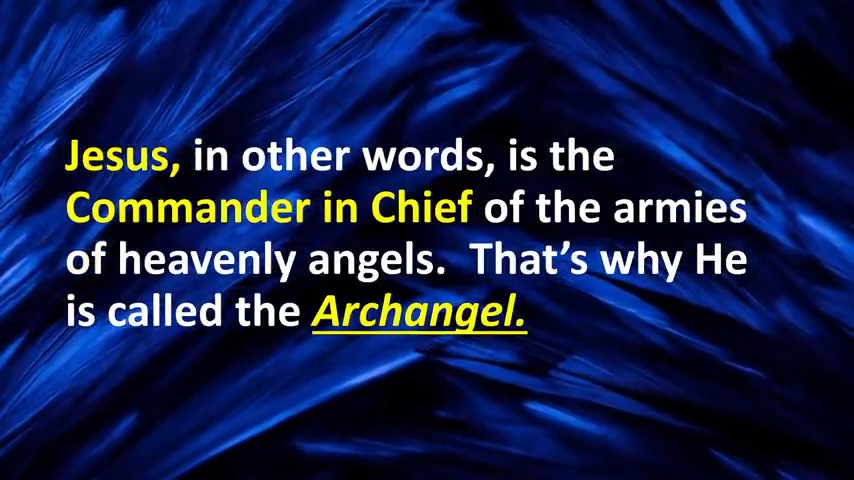 Jesus, in other words, is the
Commander in Chief of the armies
of heavenly angels.  That’s why He
is called the Archangel.